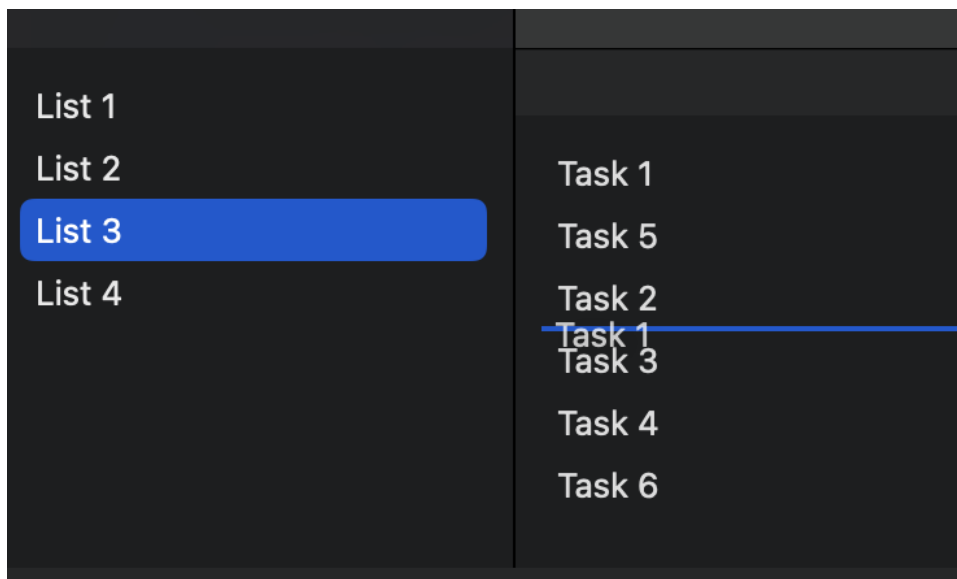 List 1
List 2
List 3
List 4
Task 1
Task 5
Task 2
Task 1
Task 3
Task 4
Task 6